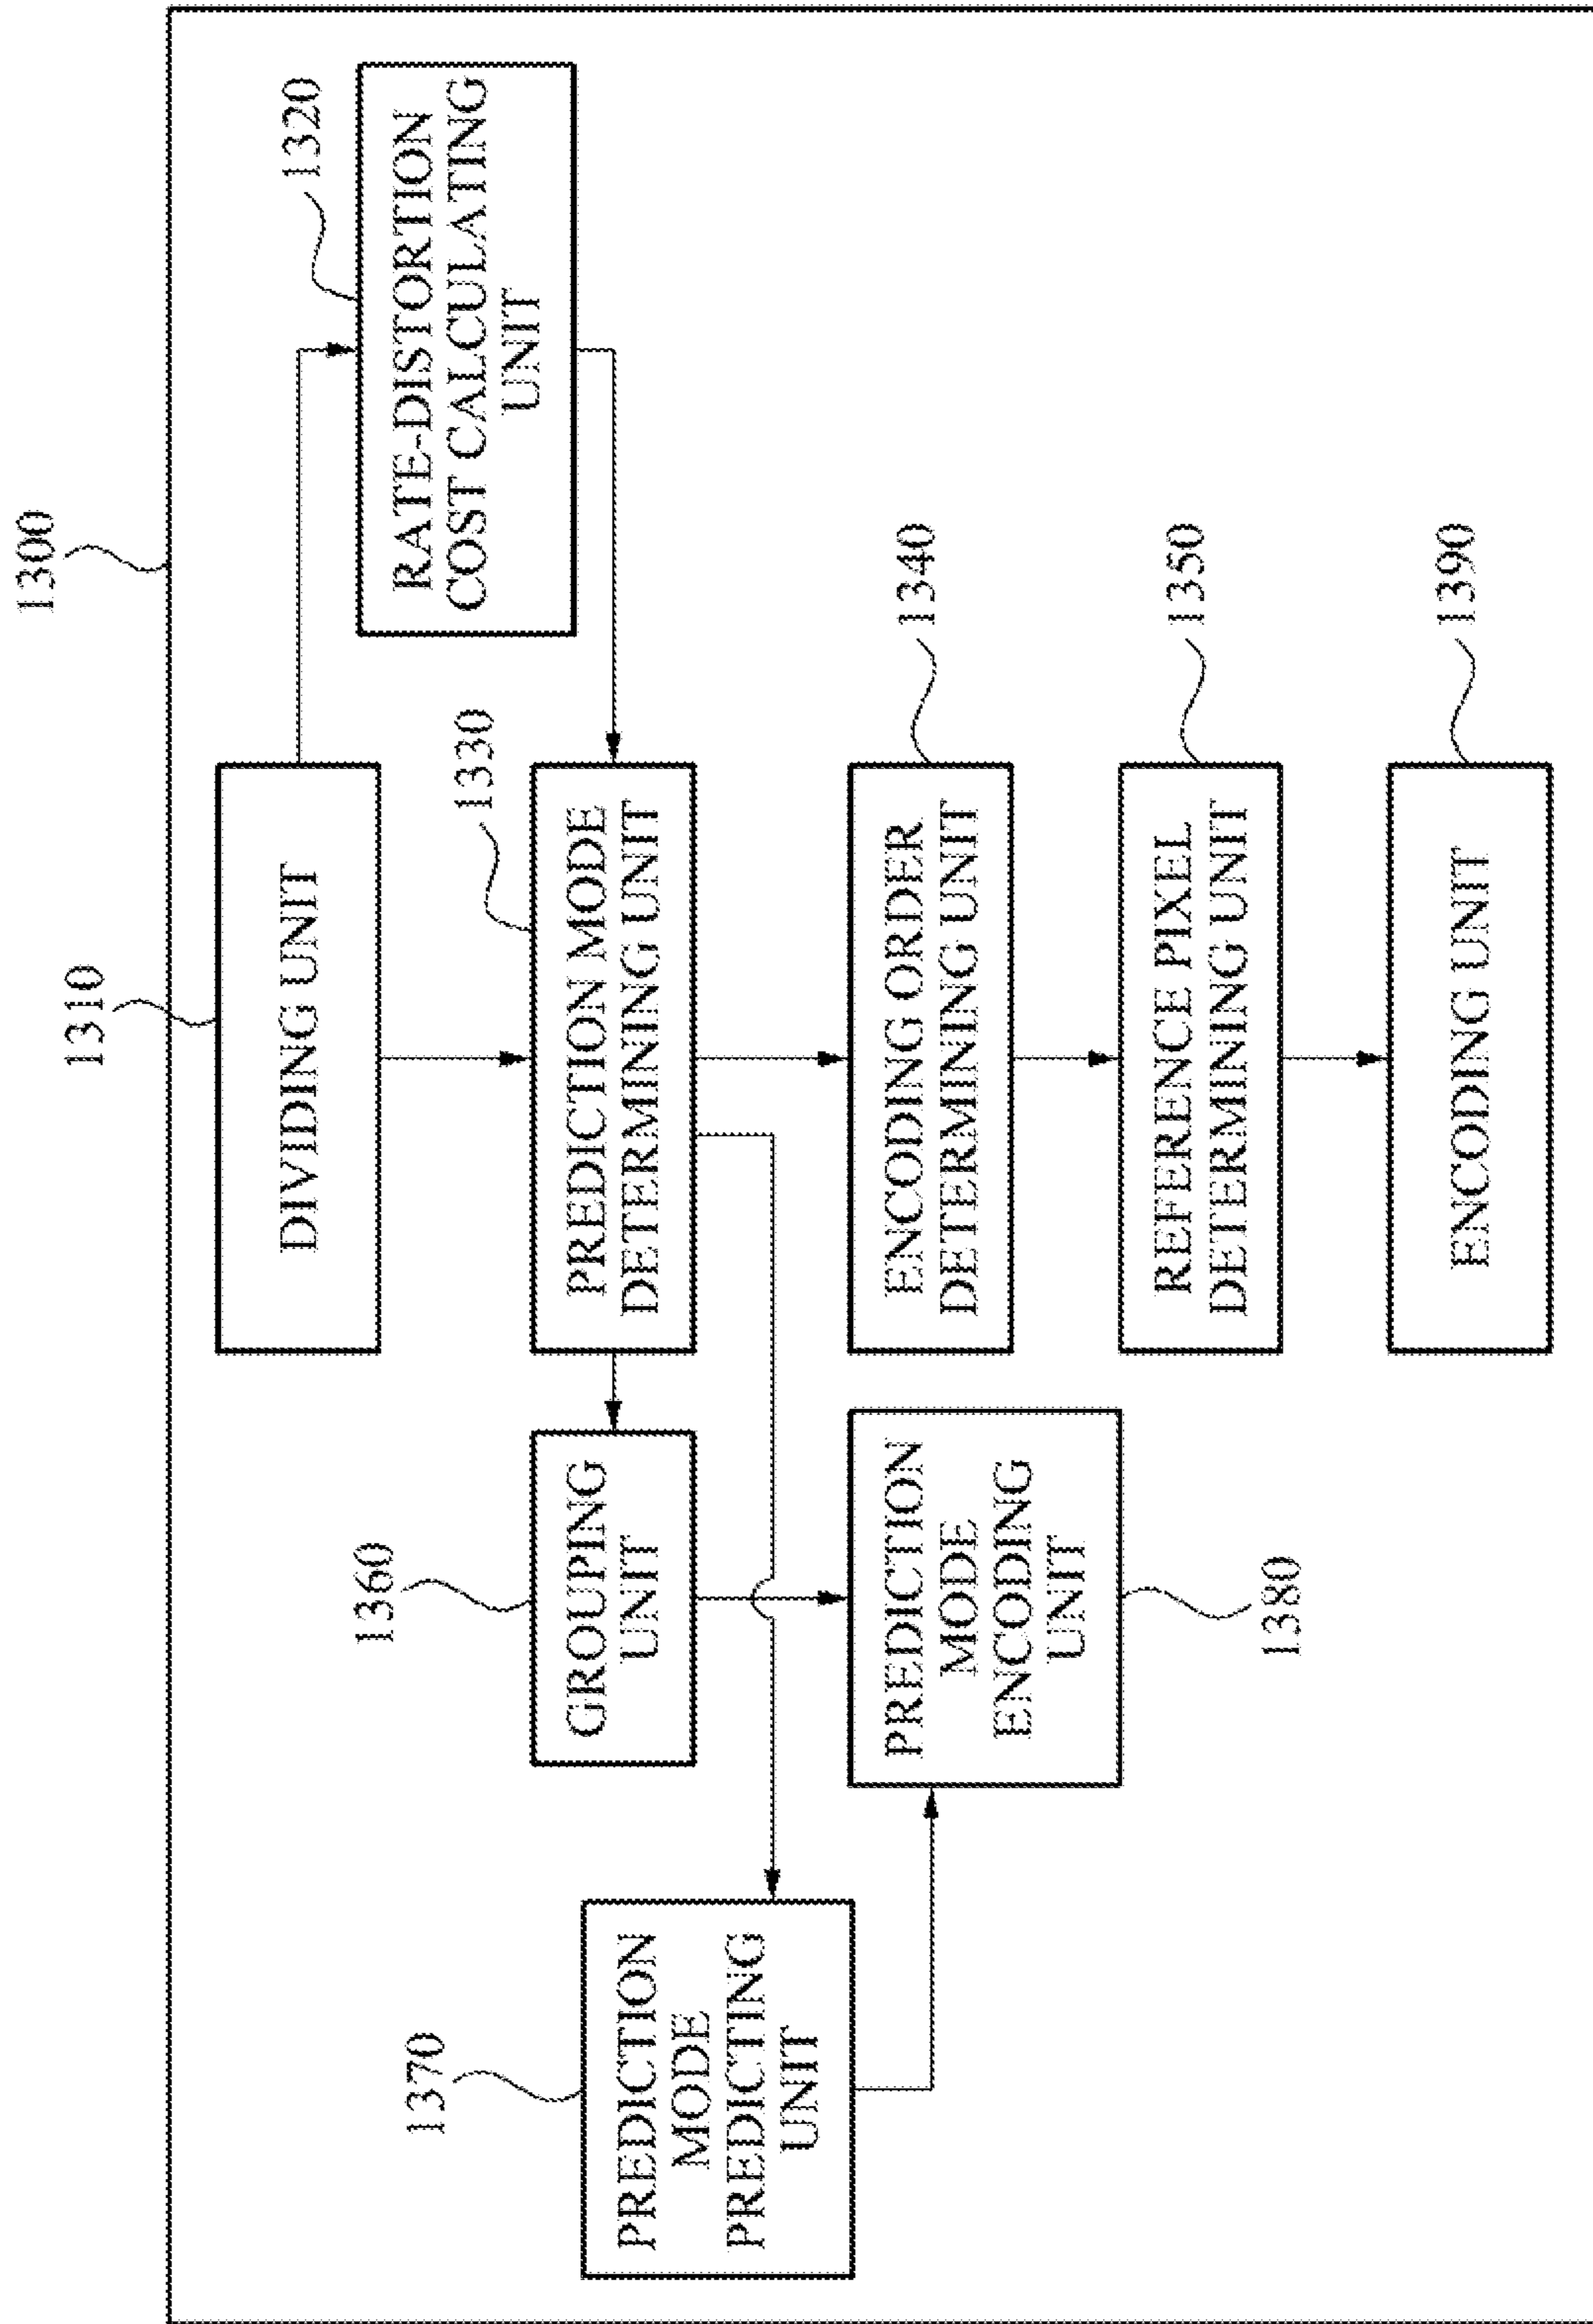 1300
1310
DIVIDING UNIT
1320
RATE-DISTORTION
COST CALCULATING
UNIT
1330
PREDICTION MODE
DETERMINING UNIT
1360
GROUPING
UNIT
1370
PREDICTION
MODE
PREDICTING
UNIT
PREDICTION
MODE
ENCODING
UNIT
1380
ENCODING ORDER
DETERMINING UNIT
1340
REFERENCE PIXEL
DETERMINING UNIT
1350
ENCODING UNIT
1390